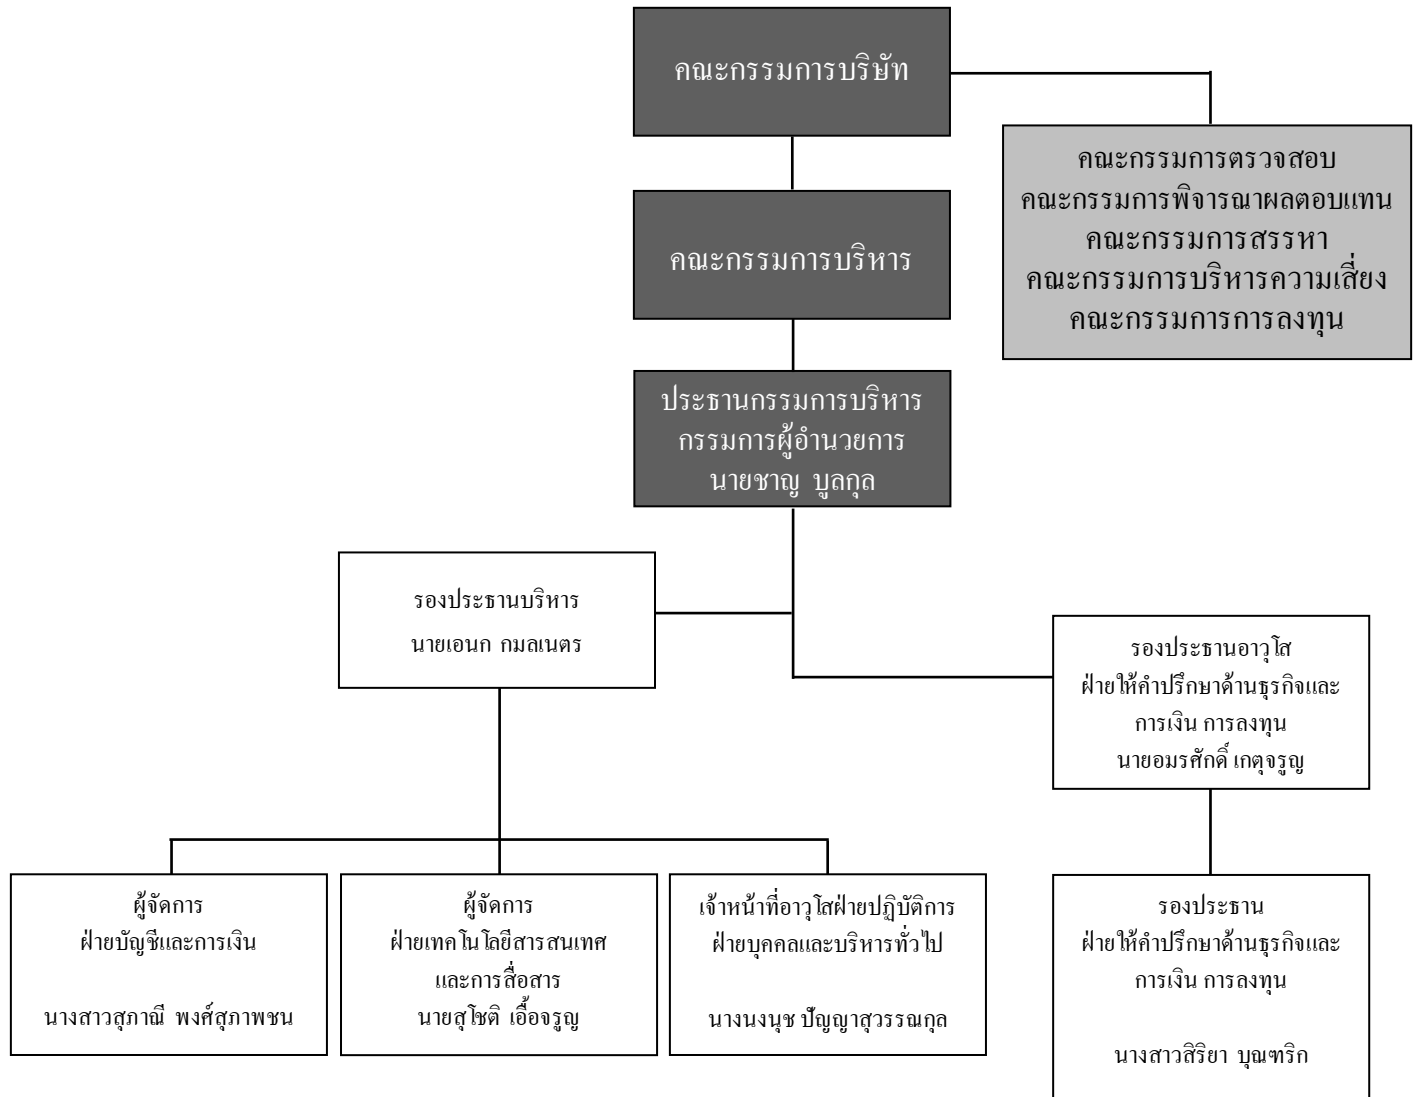 คณะกรรมการบริษัท
คณะกรรมการตรวจสอบ
คณะกรรมการพิจารณาผลตอบแทน
คณะกรรมการสรรหา
คณะกรรมการบริหารความเสี่ยง
คณะกรรมการการลงทุน
คณะกรรมการบริหาร
ประธานกรรมการบริหาร
กรรมการผู้อำนวยการ
นายชาญ บูลกุล
รองประธานบริหาร
นายเอนก กมลเนตร
รองประธานอาวุโส
ฝ่ายให้คำปรึกษาด้านธุรกิจและ
การเงิน การลงทุน
นายอมรศักดิ์ เกตุจรูญ
ผู้จัดการ
ฝ่ายบัญชีและการเงิน
นางสาวสุภาณี พงศ์สุภาพชน
ผู้จัดการ
ฝ่ายเทคโนโลยีสารสนเทศ
และการสื่อสาร
นายสุโชติ เอื้อจรูญ
เจ้าหน้าที่อาวุโสฝ่ายปฏิบัติการ
ฝ่ายบุคคลและบริหารทั่วไป
นางนงนุช ปัญญาสุวรรณกุล
รองประธาน
ฝ่ายให้คำปรึกษาด้านธุรกิจและ
การเงิน การลงทุน
นางสาวสิริยา บุณฑริก